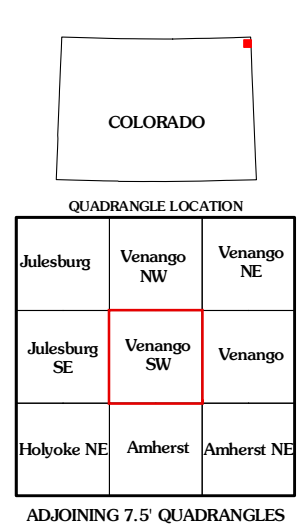 COLORADO
QUADRANGLE LOCATION
Julesburg
Venango
NW
Venango
NE
Julesburg
SE
Venango
SW
Venango
Holyoke NE
Amherst
Amherst NE
ADJOINING 7.5' QUADRANGLES